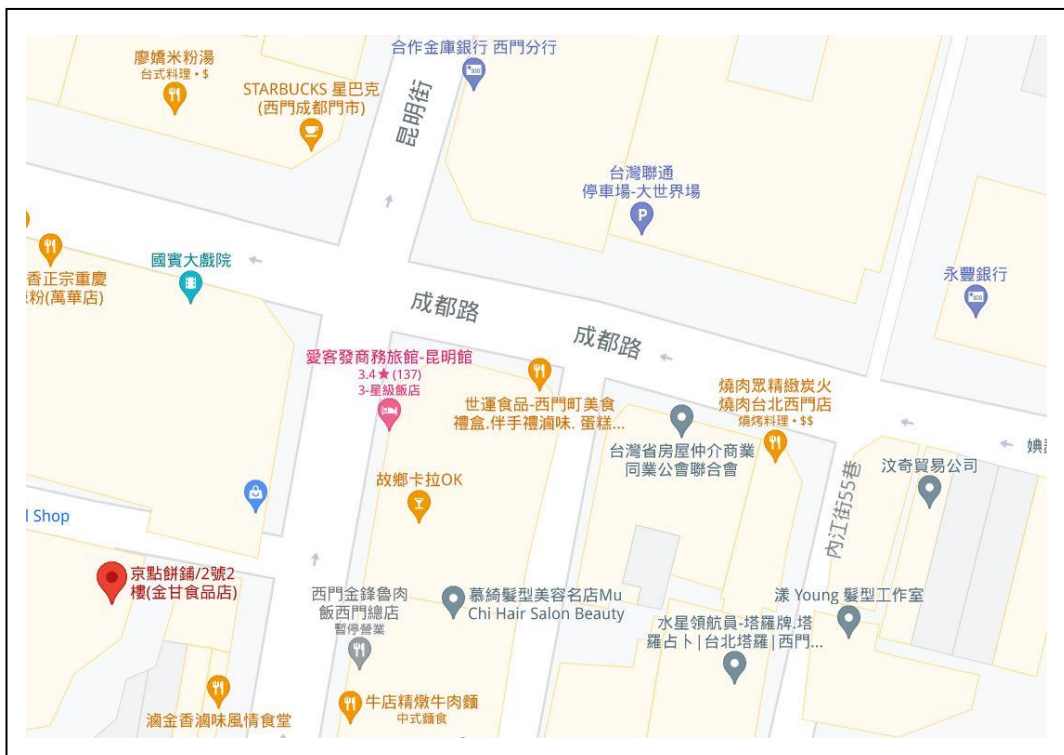 廖嬌米粉湯
台式料理・$
STARBUCKS 星巴克
(西門成都門市)
合作金庫銀行 西門分行
昆明街
台灣聯通
停車場-大世界場
國賓大戲院
香正宗重慶
粉(萬華店)
永豐銀行
成都路
成都路
愛客發商務旅館-昆明館
3.4★(137)
3-星級飯店
世運食品-西門町美食
禮盒.伴手禮滷味. 蛋糕...
燒肉眾精緻炭火
燒肉台北西門店
燒烤料理・$$
台灣省房屋仲介商業
同業公會聯合會
汶奇貿易公司
故鄉卡拉OK
內江街55巷
l Shop
京點餅鋪/2號2
樓(金甘食品店)
西門金鋒魯肉
飯西門總店
暫停營業
慕綺髮型美容名店Mu
Chi Hair Salon Beauty
漾 Young 髮型工作室
水星領航員-塔羅牌.塔
羅占卜|台北塔羅|西門...
牛店精燉牛肉麵
中式麵食
滷金香滷味風情食堂